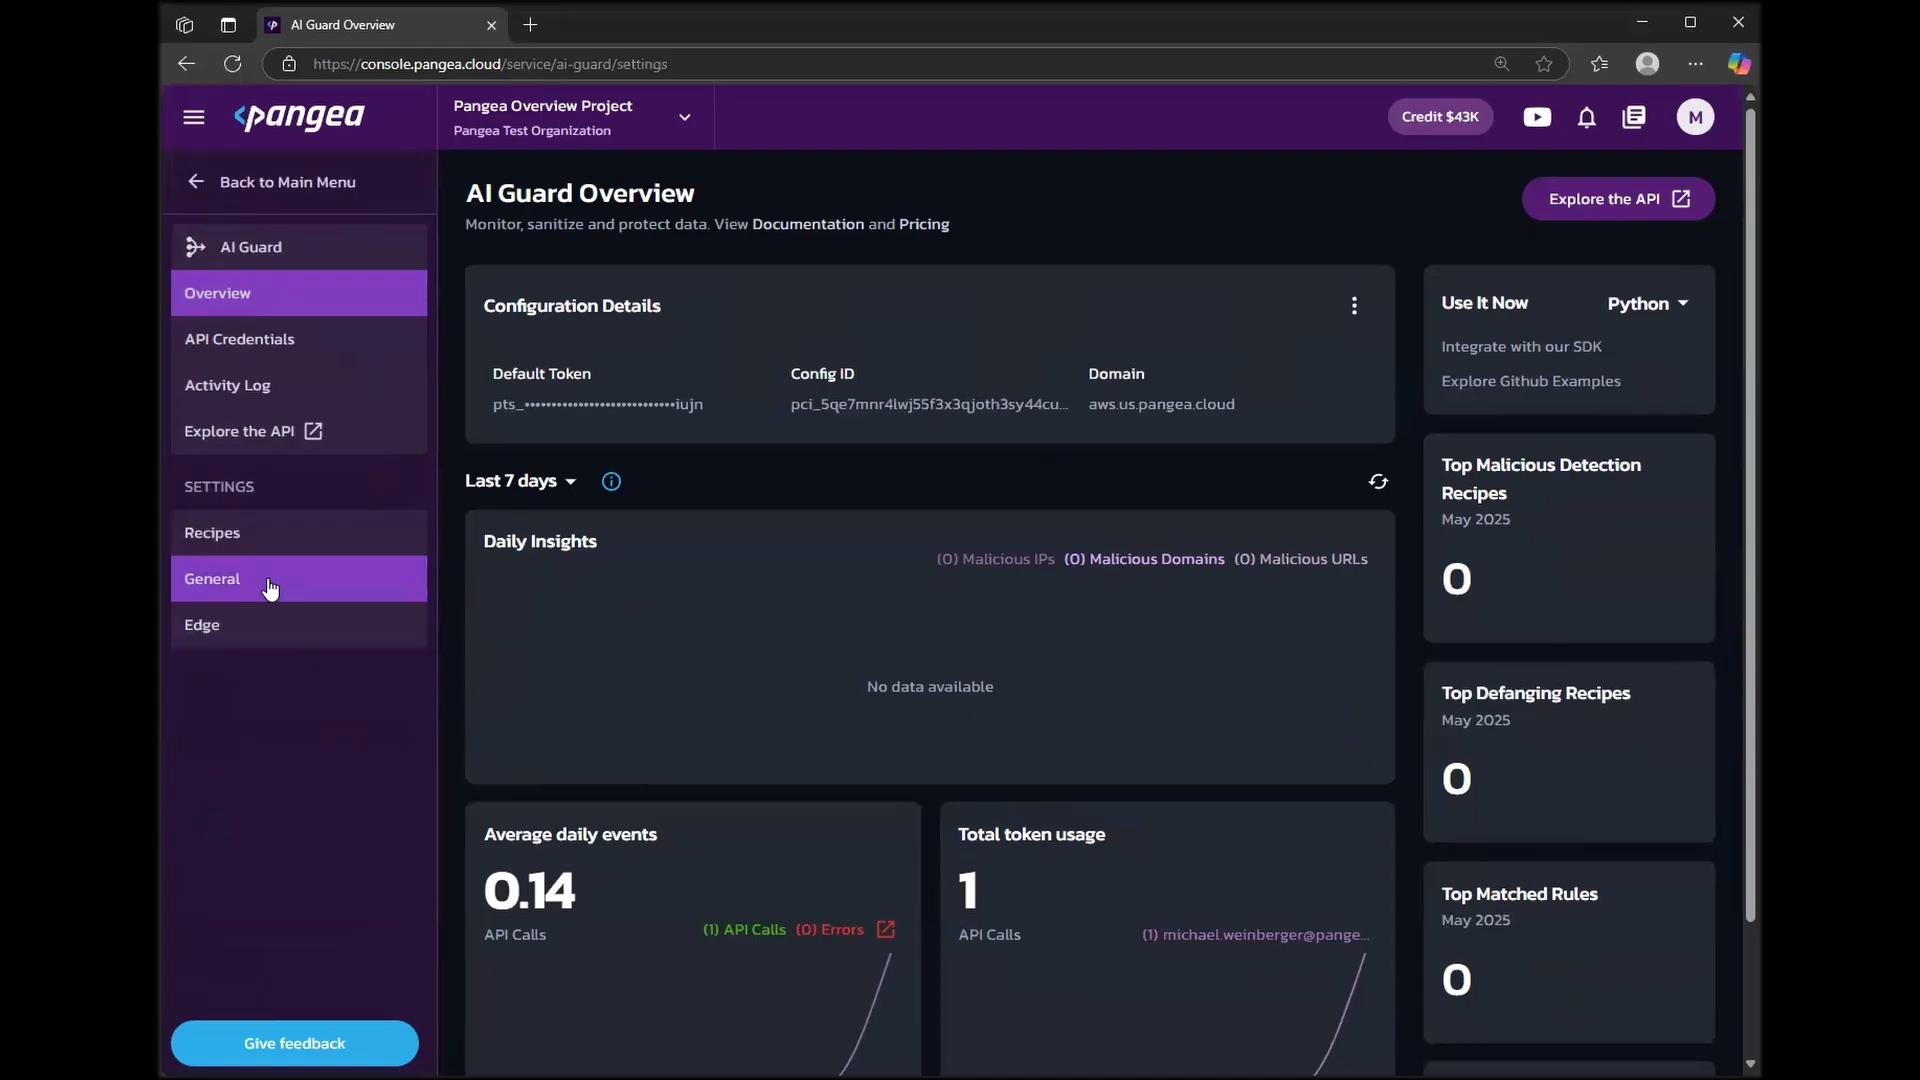 AI Guard Overview
https://console.pangea.cloud/service/ai-guard/settings
pangea
Pangea Overview Project
Pangea Test Organization
Credit $43K
M
Back to Main Menu
AI Guard
Overview
API Credentials
Activity Log
Explore the API
SETTINGS
Recipes
General
Edge
Give feedback
AI Guard Overview
Monitor, sanitize and protect data. View Documentation and Pricing
Explore the API
Configuration Details
Default Token
Config ID
Domain
pts_••••••••••••••••••••••••••••iujn
pci_5qe7mnr4lwj55f3x3qjoth3sy44cu...
aws.us.pangea.cloud
Last 7 days
Daily Insights
(0) Malicious IPs (0) Malicious Domains (0) Malicious URLs
No data available
Average daily events
0.14
API Calls
(1) API Calls (0) Errors
Total token usage
1
API Calls
(1) michael.weinberger@pange...
Use It Now
Python
Integrate with our SDK
Explore Github Examples
Top Malicious Detection
Recipes
May 2025
0
Top Defanging Recipes
May 2025
0
Top Matched Rules
May 2025
0